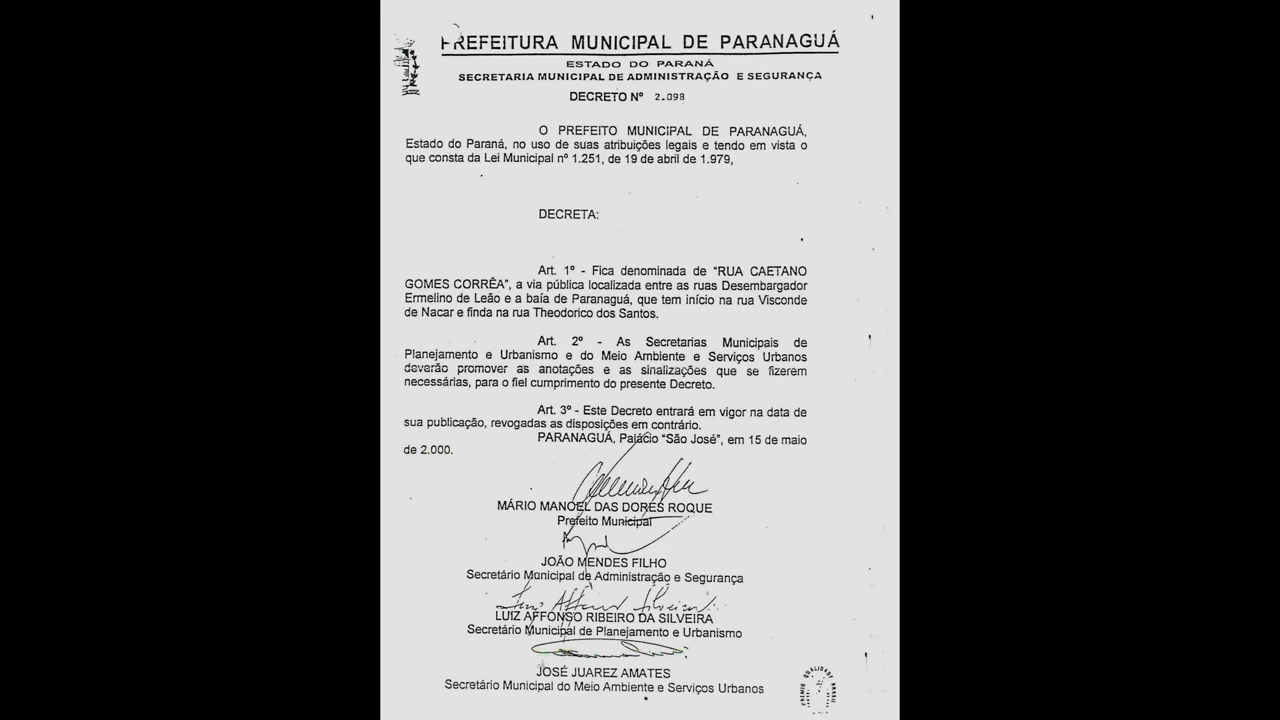 PREFEITURA MUNICIPAL DE PARANAGUÁ
ESTADO DO PARANÁ
SECRETARIA MUNICIPAL DE ADMINISTRAÇÃO E SEGURANÇA
DECRETO Nº 2.098
O PREFEITO MUNICIPAL DE PARANAGUÁ,
Estado do Paraná, no uso de suas atribuições legais e tendo em vista o
que consta da Lei Municipal nº 1.251, de 19 de abril de 1.979,
DECRETA:
Art. 1º - Fica denominada de “RUA CAETANO
GOMES CORRÊA”, a via pública localizada entre as ruas Desembargador
Ermelino de Leão e a baía de Paranaguá, que tem início na rua Visconde
de Nacar e finda na rua Theodorico dos Santos.
Art. 2º - As Secretarias Municipais de
Planejamento e Urbanismo e do Meio Ambiente e Serviços Urbanos
deverão promover as anotações e as sinalizações que se fizerem
necessárias, para o fiel cumprimento do presente Decreto.
Art. 3º - Este Decreto entrará em vigor na data de
sua publicação, revogadas as disposições em contrário.
PARANAGUÁ, Palácio “São José”, em 15 de maio
de 2.000.
MÁRIO MANOEL DAS DORES ROQUE
Prefeito Municipal
JOÃO MENDES FILHO
Secretário Municipal de Administração e Segurança
LUIZ AFFONSO RIBEIRO DA SILVEIRA
Secretário Municipal de Planejamento e Urbanismo
JOSÉ JUAREZ AMATES
Secretário Municipal do Meio Ambiente e Serviços Urbanos
PRÊMIO QUALIDADE BRASIL